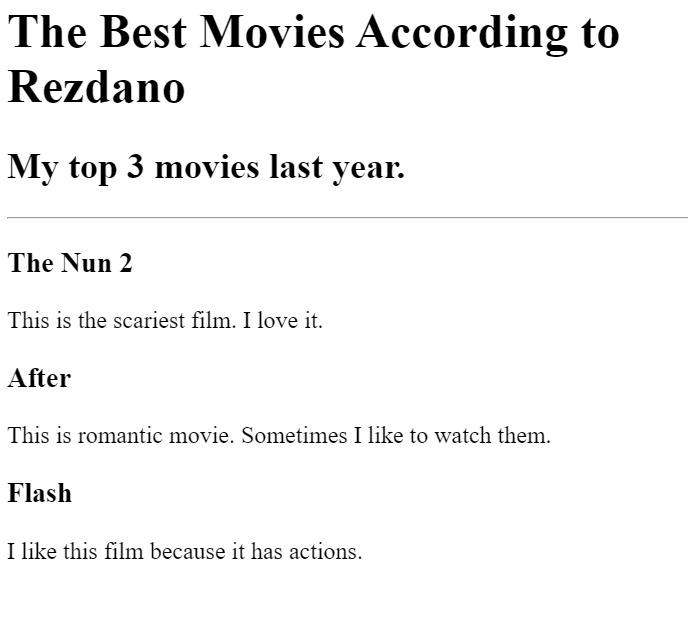 The Best Movies According to
Rezdano
My top 3 movies last year.
The Nun 2
This is the scariest film. I love it.
After
This is romantic movie. Sometimes I like to watch them.
Flash
I like this film because it has actions.